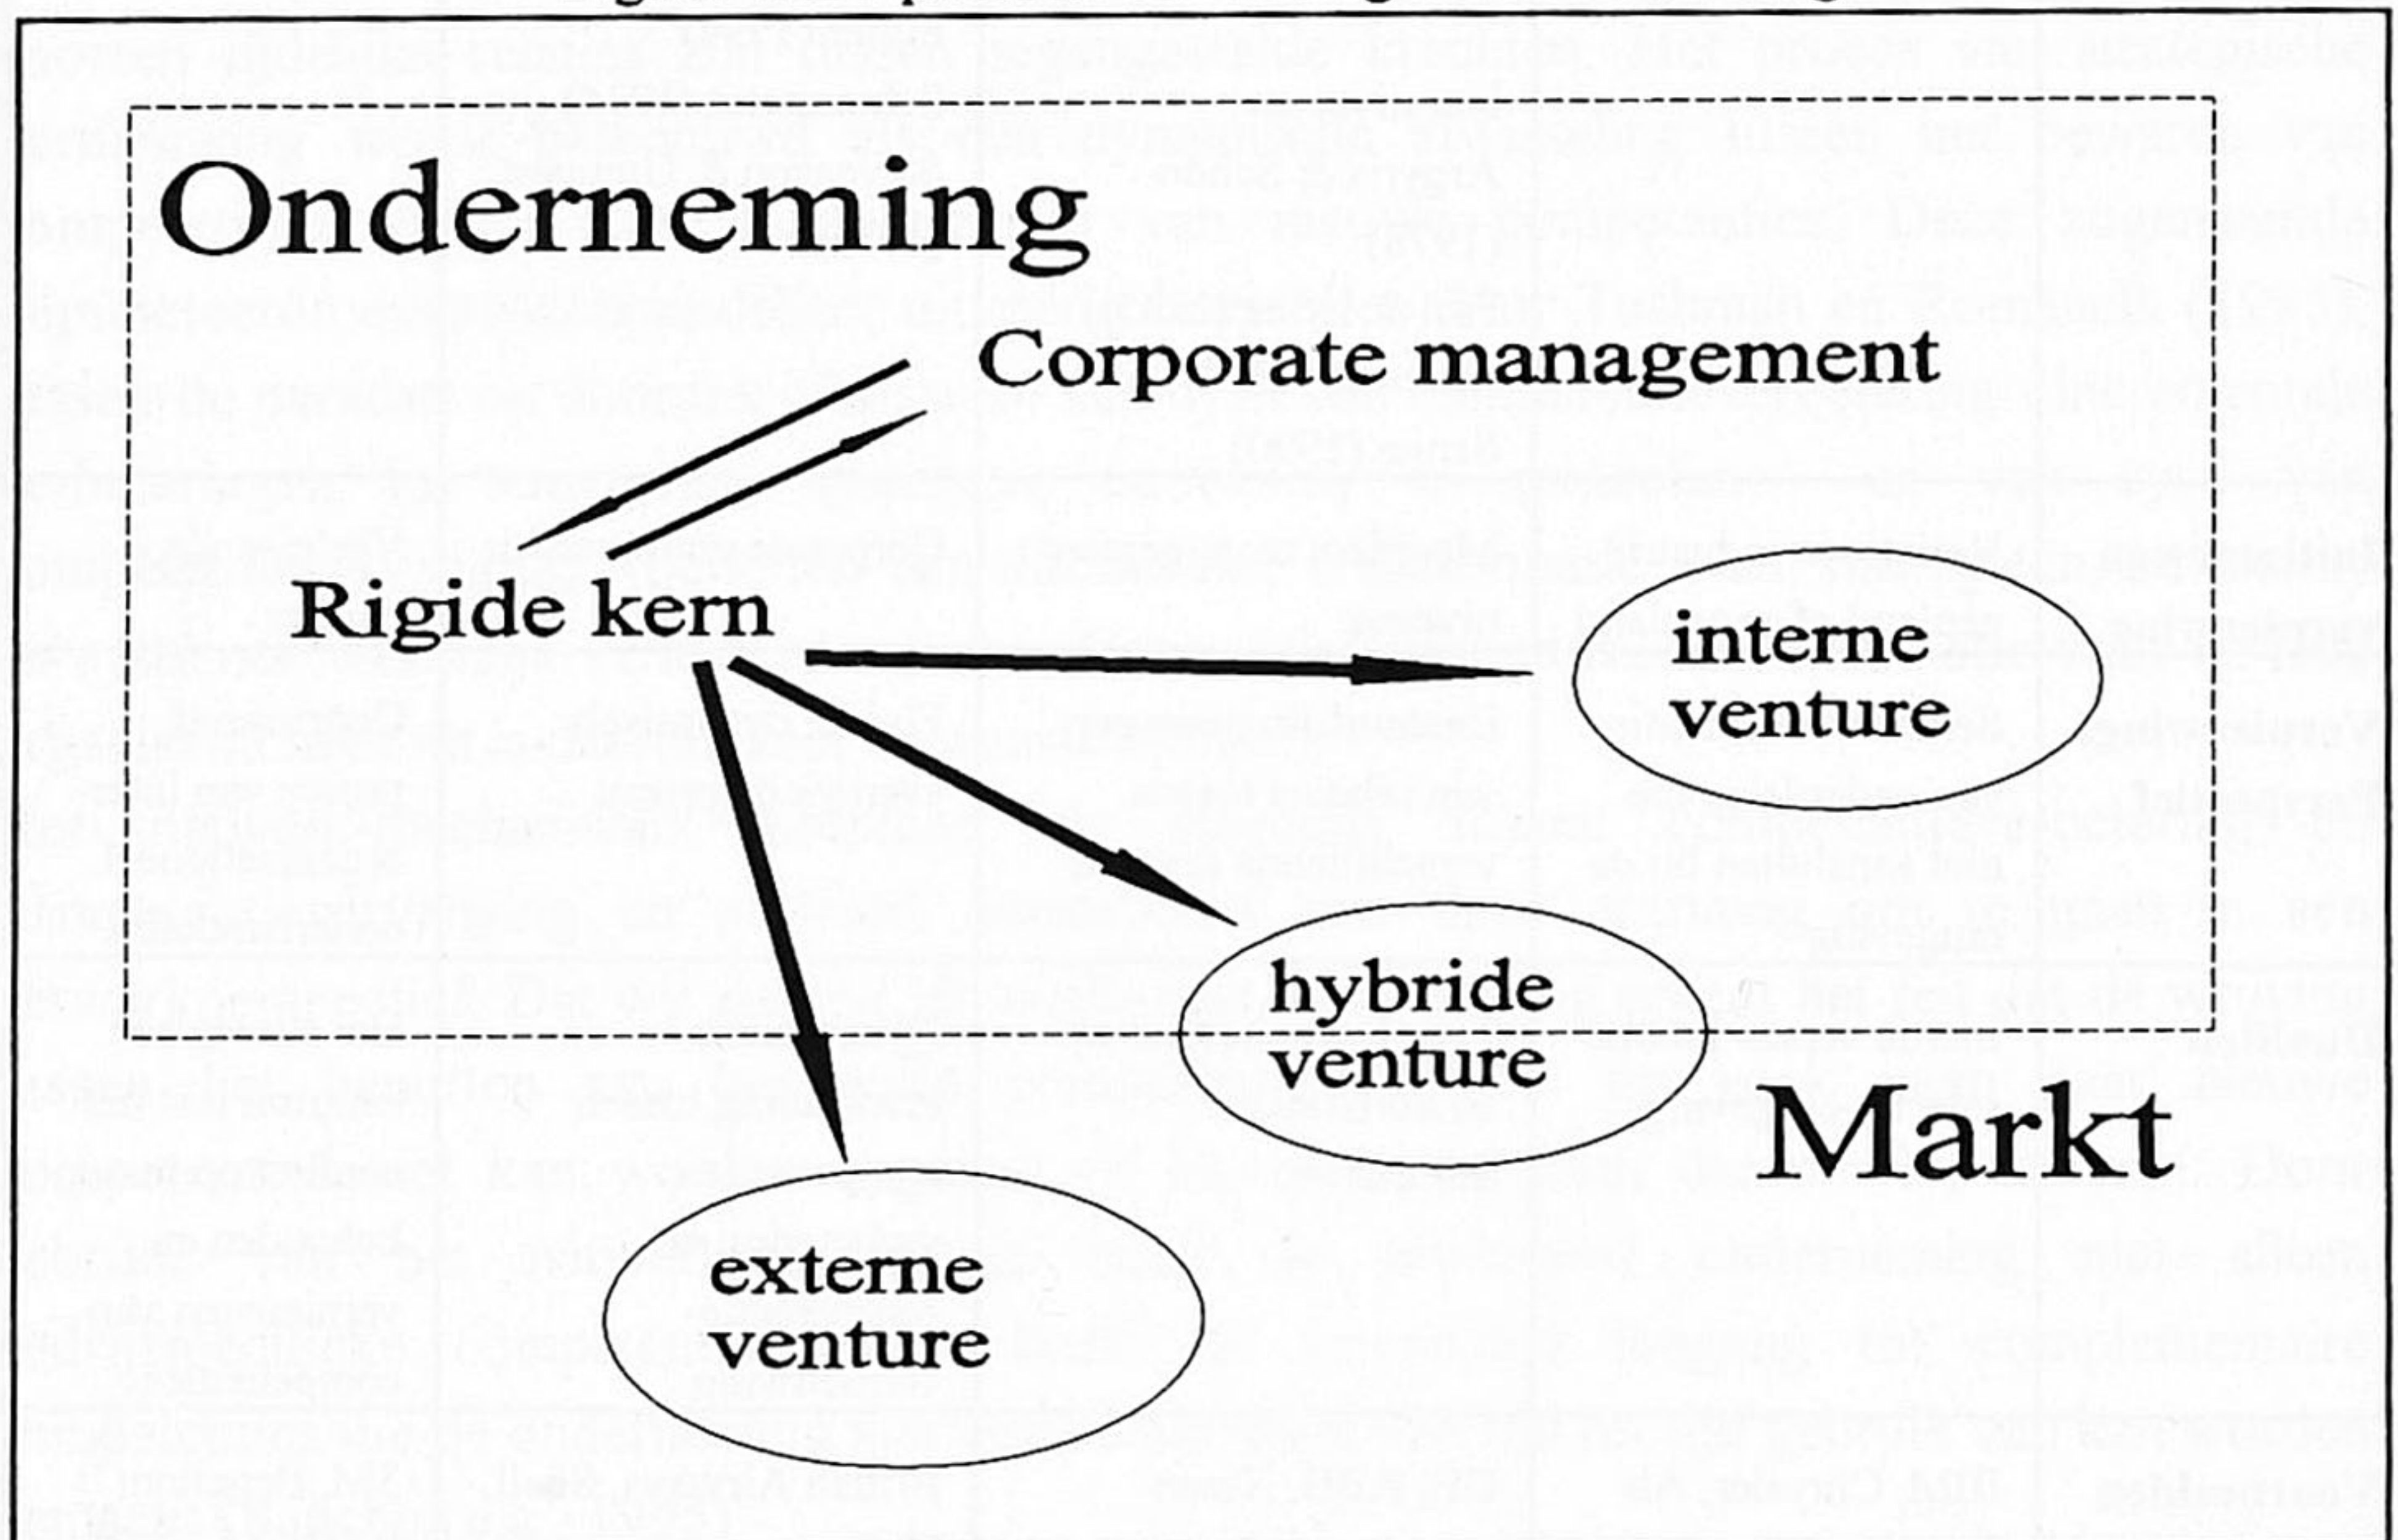 Onderneming
Corporate management
Rigide kern
interne
venture
hybride
venture
Markt
externe
venture